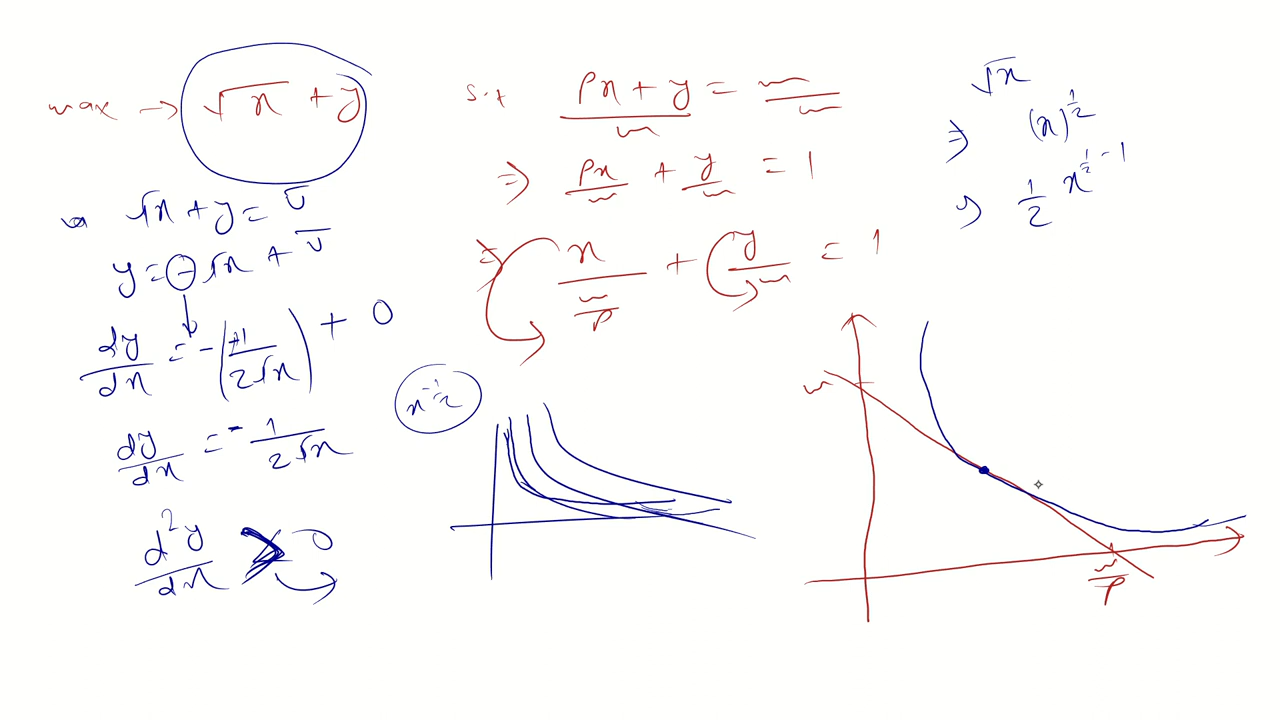 max → √x + y
s.t px + y = m
m m
⇒ px/m + y/m = 1
⇒ x/(m/p) + y/m = 1
√x + y = Ū
y = -√x + Ū
dy/dx = -(+1/2√x) + 0
dy/dx = -1/2√x
d²y/dx > 0
x^-1/2
√x
⇒ (x)^1/2
⇒ 1/2 x^1/2-1
m
m/p